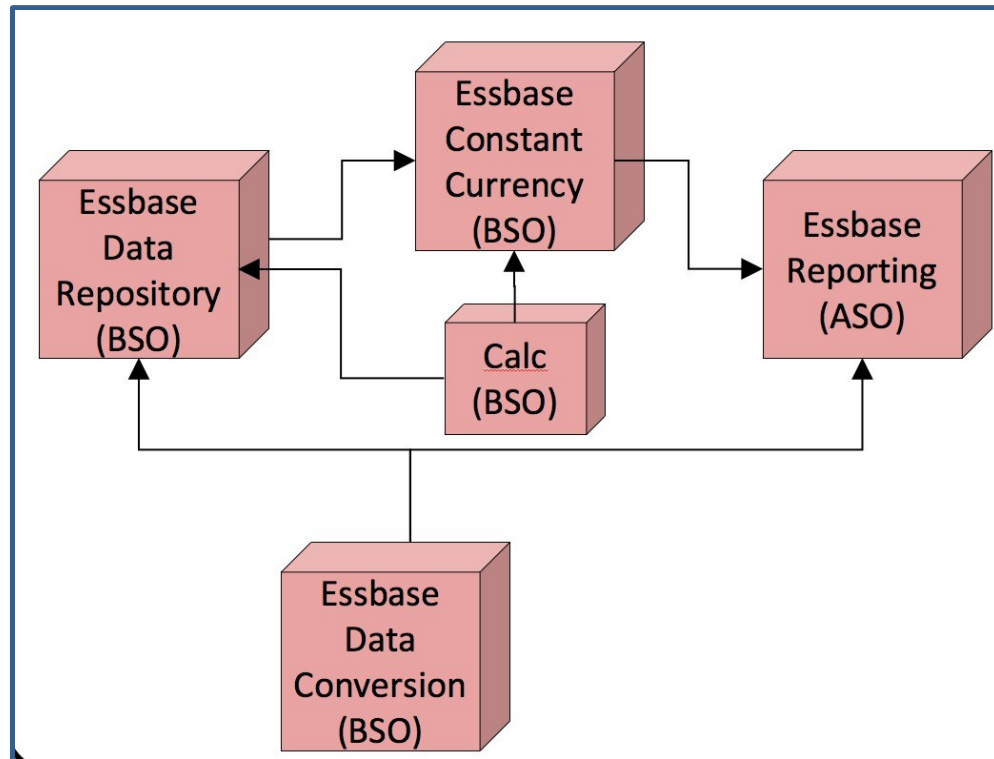 Essbase
Constant
Currency
(BSO)
Essbase
Data
Repository
(BSO)
Essbase
Reporting
(ASO)
Calc
(BSO)
Essbase
Data
Conversion
(BSO)